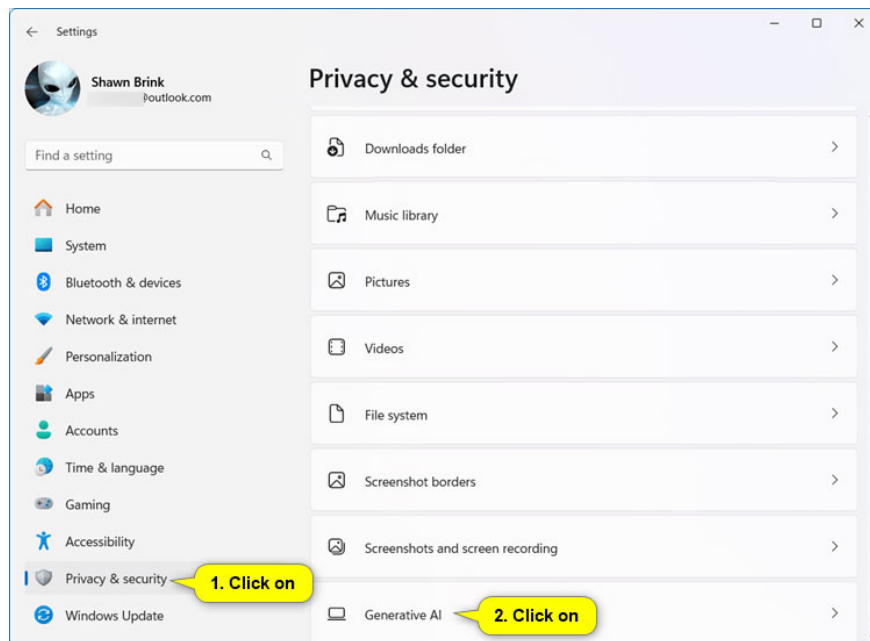 Settings
Shawn Brink
@outlook.com
Find a setting
Home
System
Bluetooth & devices
Network & internet
Personalization
Apps
Accounts
Time & language
Gaming
Accessibility
Privacy & security
1. Click on
Windows Update
Privacy & security
Downloads folder
Music library
Pictures
Videos
File system
Screenshot borders
Screenshots and screen recording
Generative AI
2. Click on